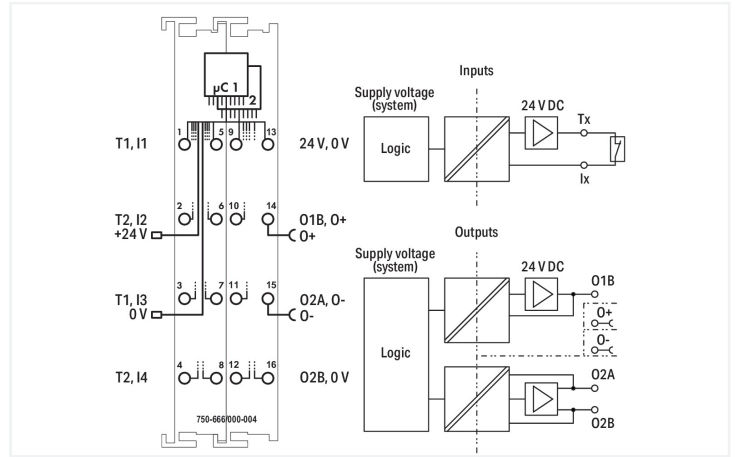 µC 1
2
1 5 9 13
T1, I1
24 V, 0 V
2 6 10 14
T2, I2
+24 V
O1B, O+
O+
3 7 11 15
T1, I3
0 V
O2A, O-
O-
4 8 12 16
T2, I4
O2B, 0 V
750-666/000-004
Inputs
Supply voltage
(system)
24 V DC
Tx
Logic
Ix
Outputs
Supply voltage
(system)
24 V DC
O1B
O+
O-
Logic
O2A
O2B